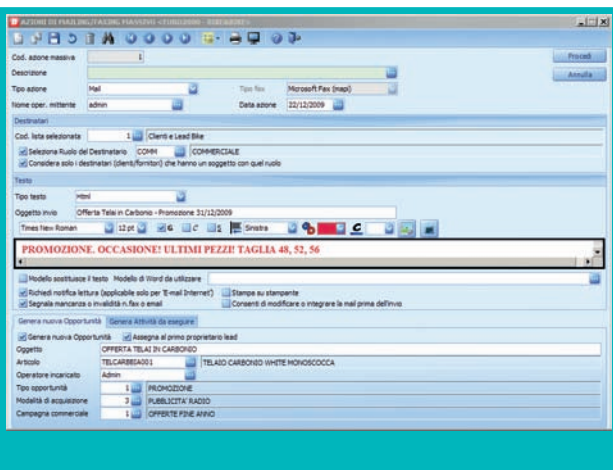 AZIONI DI MAILING/FAXING MASSIVO <EURO2000 - BIKE&BIKE>
Cod. azione massiva 1 Procedi
Descrizione Annulla
Tipo azione Mail Tipo fax Microsoft Fax (mapi)
Nome oper. mittente admin Data azione 22/12/2009
Destinatari
Cod. lista selezionata 1 Clienti e Lead Bike
Seleziona Ruolo del Destinatario COMM COMMERCIALE
Considera solo i destinatari (clienti/fornitori) che hanno un soggetto con quel ruolo
Testo
Tipo testo Html
Oggetto invio Offerta Telai in Carbonio - Promozione 31/12/2009
Times New Roman 12 pt G C S Sinistra C
PROMOZIONE. OCCASIONE! ULTIMI PEZZI! TAGLIA 48, 52, 56
Modello sostituisce il testo Modello di Word da utilizzare
Richiedi notifica lettura (applicabile solo per 'E-mail Internet') Stampa su stampante
Segnala mancanza o invalidità n.fax o email Consenti di modificare o integrare la mail prima dell'invio
Genera nuova Opportunità Genera Attività da eseguire
Genera nuova Opportunità Assegna al primo proprietario lead
Oggetto OFFERTA TELAI IN CARBONIO
Articolo TELCARBBIA001 TELAIO CARBONIO WHITE MONOSCOCCA
Operatore incaricato Admin
Tipo opportunità 1 PROMOZIONE
Modalità di acquisizione 3 PUBBLICITA' RADIO
Campagna commerciale 1 OFFERTE FINE ANNO